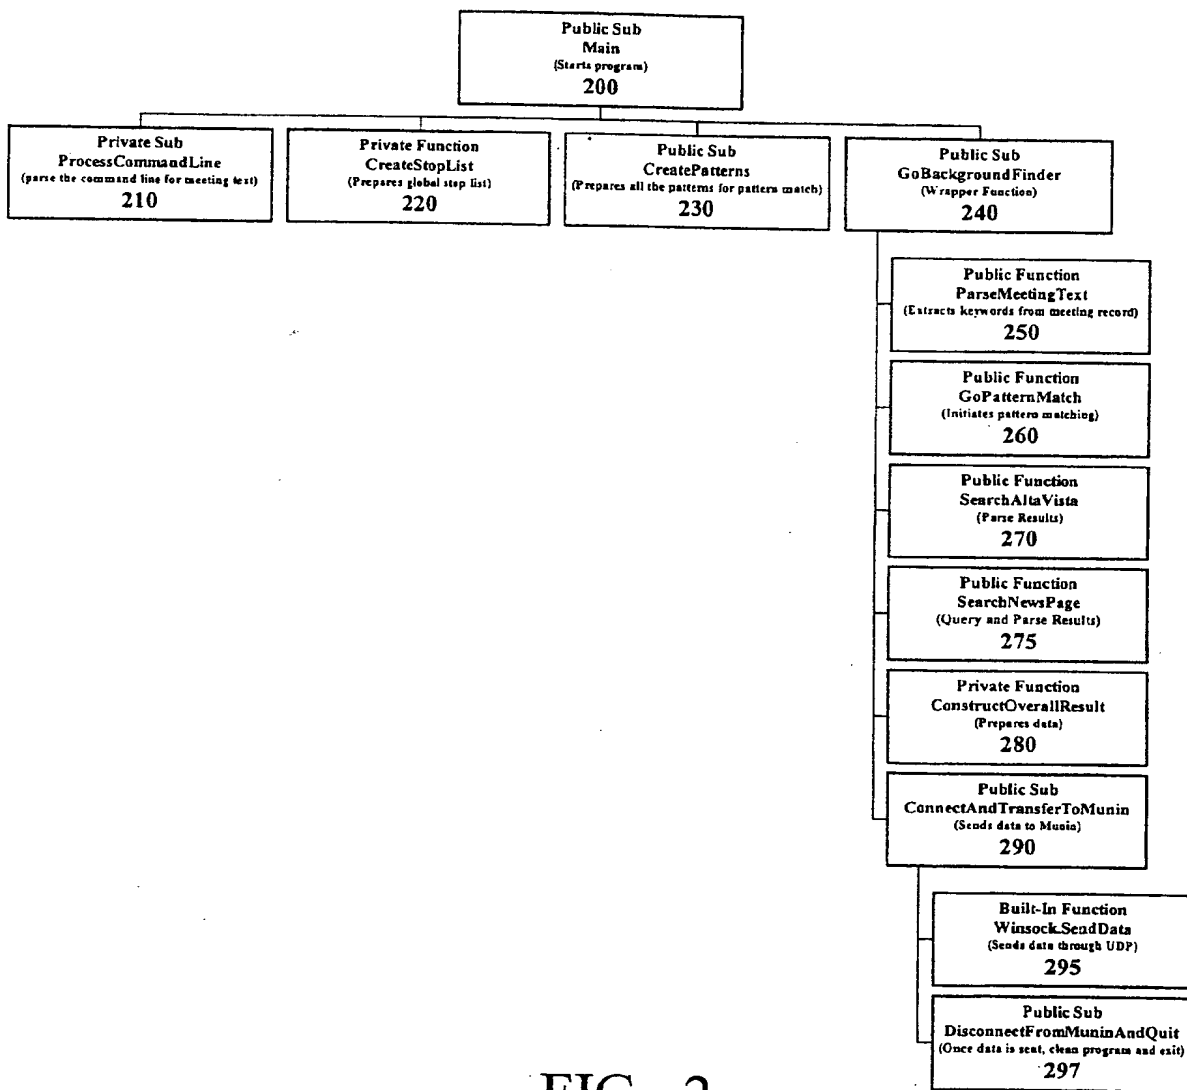 Public Sub
Main
(Starts program)
200
Private Sub
ProcessCommandLine
(parse the command line for meeting text)
210
Private Function
CreateStopList
(Prepares global stop list)
220
Public Sub
CreatePatterns
(Prepares all the patterns for pattern match)
230
Public Sub
GoBackgroundFinder
(Wrapper Function)
240
Public Function
ParseMeetingText
(Extracts keywords from meeting record)
250
Public Function
GoPatternMatch
(Initiates pattern matching)
260
Public Function
SearchAltaVista
(Parse Results)
270
Public Function
SearchNewsPage
(Query and Parse Results)
275
Private Function
ConstructOverallResult
(Prepares data)
280
Public Sub
ConnectAndTransferToMunin
(Sends data to Munin)
290
Built-In Function
Winsock.SendData
(Sends data through UDP)
295
Public Sub
DisconnectFromMuninAndQuit
(Once data is sent, clean program and exit)
297
FIG. 2